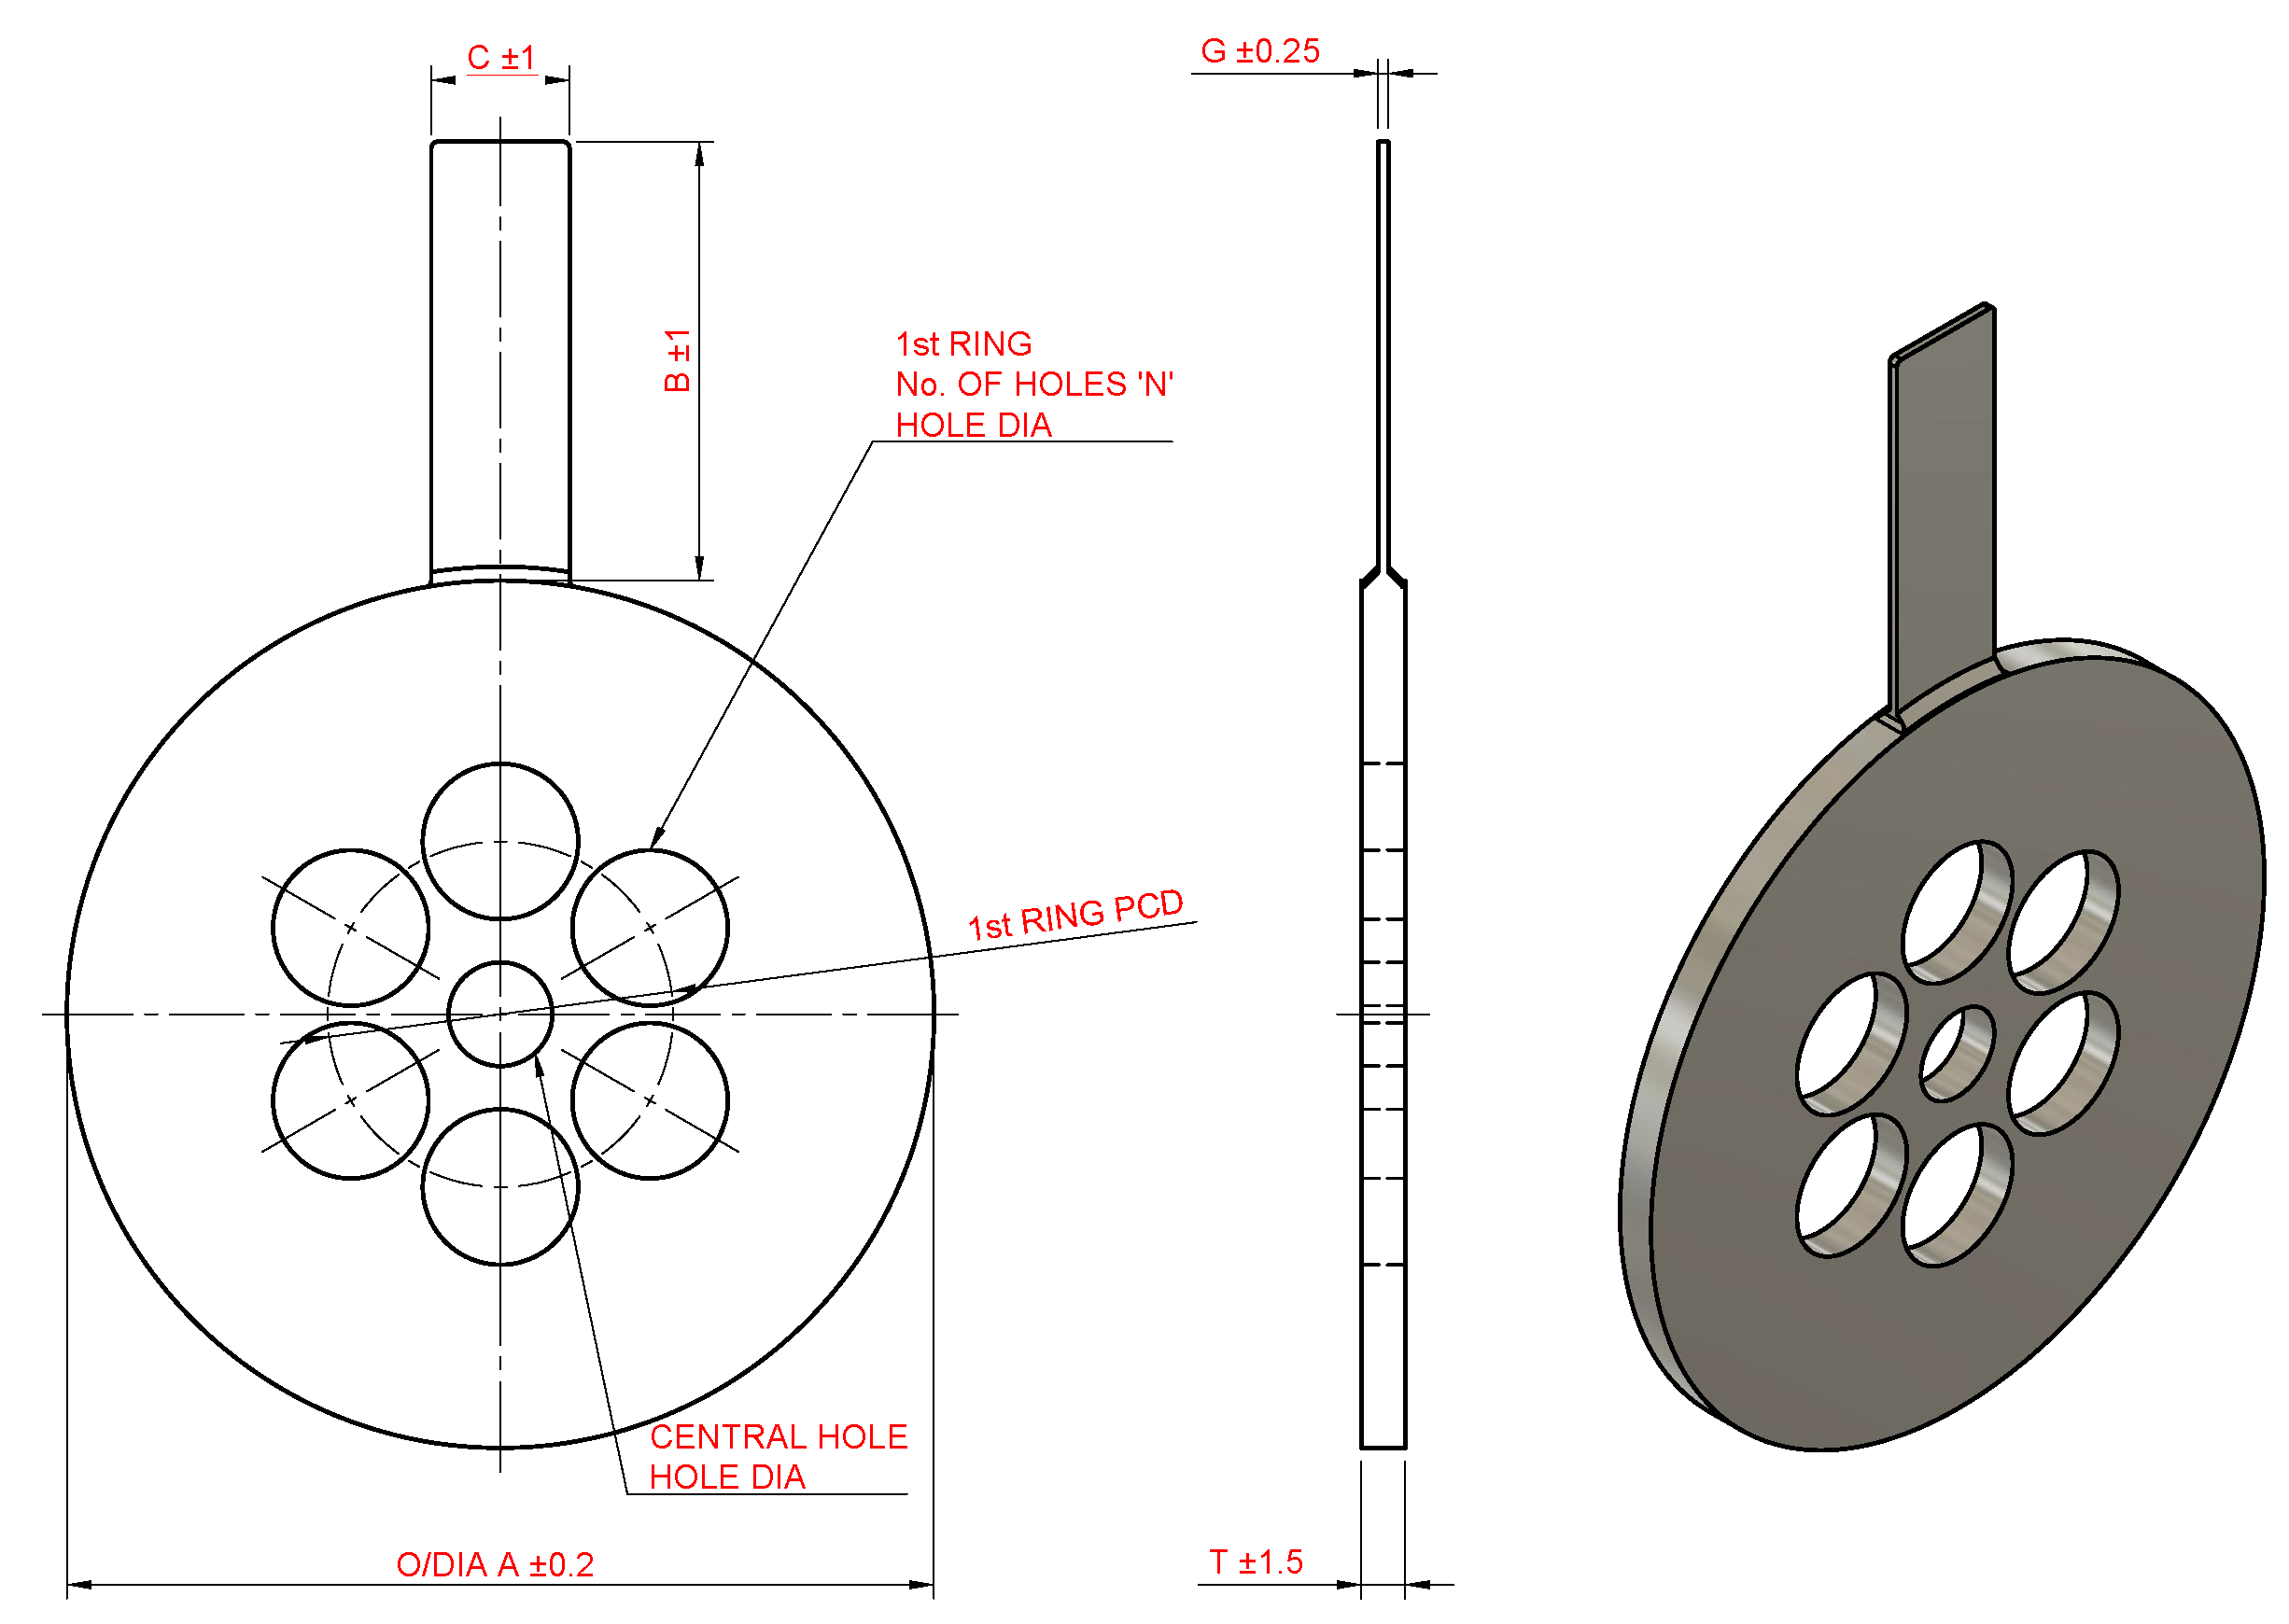 C ±1
G ±0.25
B ±1
1st RING
No. OF HOLES 'N'
HOLE DIA
1st RING PCD
CENTRAL HOLE
HOLE DIA
O/DIA A ±0.2
T ±1.5